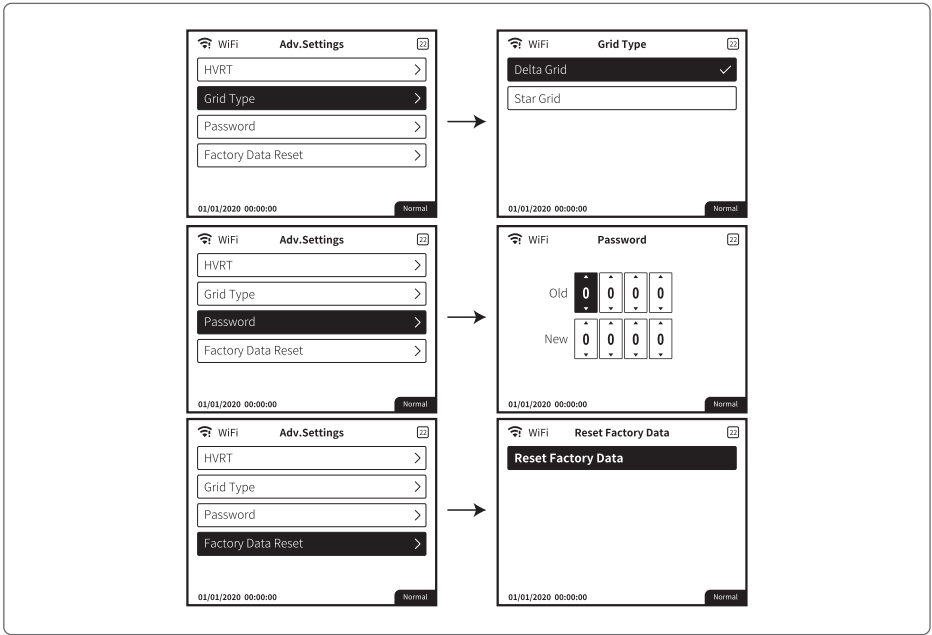 WiFi Adv.Settings 22
HVRT
Grid Type
Password
Factory Data Reset
01/01/2020 00:00:00 Normal
WiFi Grid Type 22
Delta Grid
Star Grid
01/01/2020 00:00:00 Normal
WiFi Adv.Settings 22
HVRT
Grid Type
Password
Factory Data Reset
01/01/2020 00:00:00 Normal
WiFi Password 22
Old 0 0 0 0
New 0 0 0 0
01/01/2020 00:00:00 Normal
WiFi Adv.Settings 22
HVRT
Grid Type
Password
Factory Data Reset
01/01/2020 00:00:00 Normal
WiFi Reset Factory Data 22
Reset Factory Data
01/01/2020 00:00:00 Normal